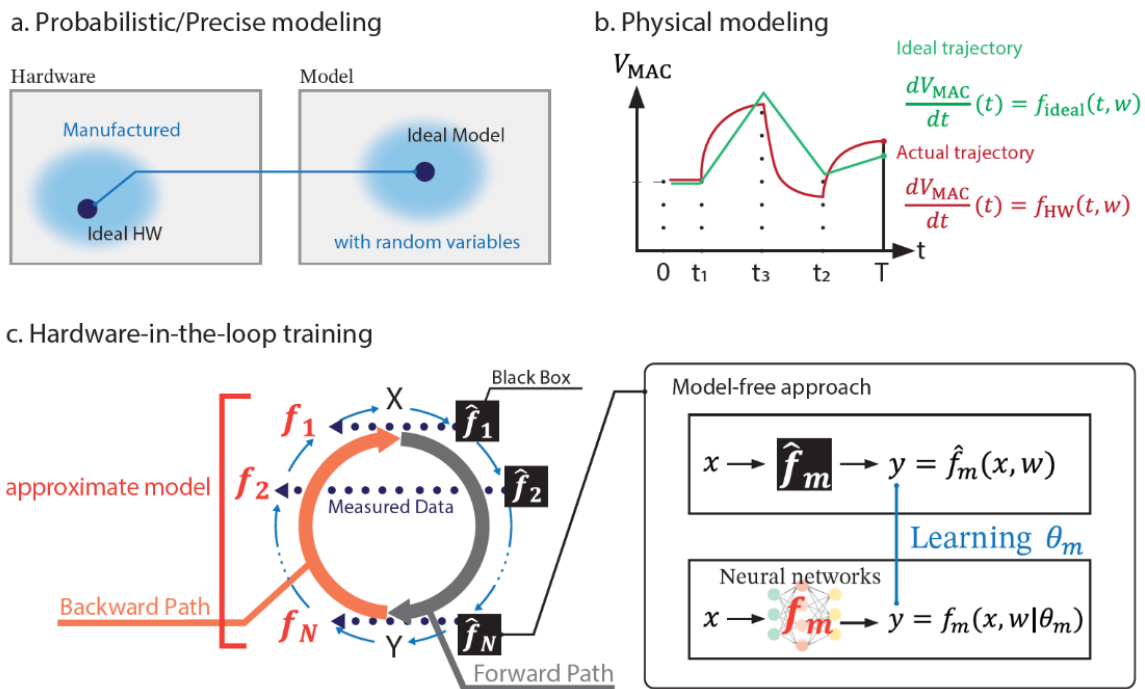 a. Probabilistic/Precise modeling
Hardware
Manufactured
Ideal HW
Model
Ideal Model
with random variables
b. Physical modeling
V_MAC
Ideal trajectory
dV_MAC/dt (t) = f_ideal(t, w)
Actual trajectory
dV_MAC/dt (t) = f_HW(t, w)
0 t₁ t₃ t₂ T t
c. Hardware-in-the-loop training
Black Box
X
f₁ f̂₁
approximate model f₂ f̂₂
Measured Data
Backward Path
f_N f̂_N
Y
Forward Path
Model-free approach
x f̂_m y = f̂_m(x, w)
Learning θ_m
Neural networks
x f_m y = f_m(x, w|θ_m)